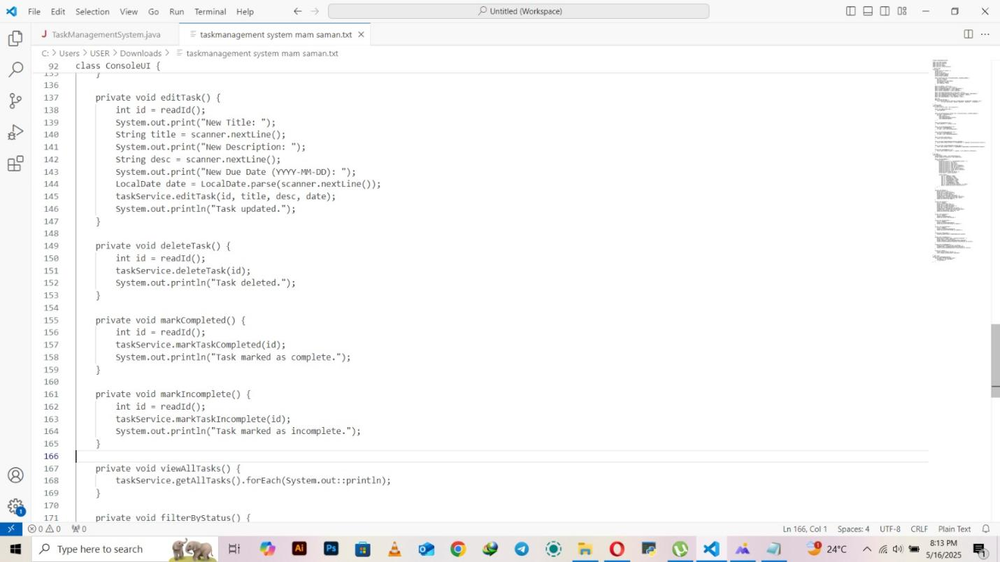 File Edit Selection View Go Run Terminal Help Untitled (Workspace)
J TaskManagementSystem.java taskmanagement system mam saman.txt
C: > Users > USER > Downloads > taskmanagement system mam saman.txt
92 class ConsoleUI {
135 }
136
137 private void editTask() {
138 int id = readId();
139 System.out.print("New Title: ");
140 String title = scanner.nextLine();
141 System.out.print("New Description: ");
142 String desc = scanner.nextLine();
143 System.out.print("New Due Date (YYYY-MM-DD): ");
144 LocalDate date = LocalDate.parse(scanner.nextLine());
145 taskService.editTask(id, title, desc, date);
146 System.out.println("Task updated.");
147 }
148
149 private void deleteTask() {
150 int id = readId();
151 taskService.deleteTask(id);
152 System.out.println("Task deleted.");
153 }
154
155 private void markCompleted() {
156 int id = readId();
157 taskService.markTaskCompleted(id);
158 System.out.println("Task marked as complete.");
159 }
160
161 private void markIncomplete() {
162 int id = readId();
163 taskService.markTaskIncomplete(id);
164 System.out.println("Task marked as incomplete.");
165 }
166
167 private void viewAllTasks() {
168 taskService.getAllTasks().forEach(System.out::println);
169 }
170
171 private void filterByStatus() {
1
0 0 0 Ln 166, Col 1 Spaces: 4 UTF-8 CRLF Plain Text
Type here to search Ai Ps 1 24°C 8:13 PM
5/16/2025 1